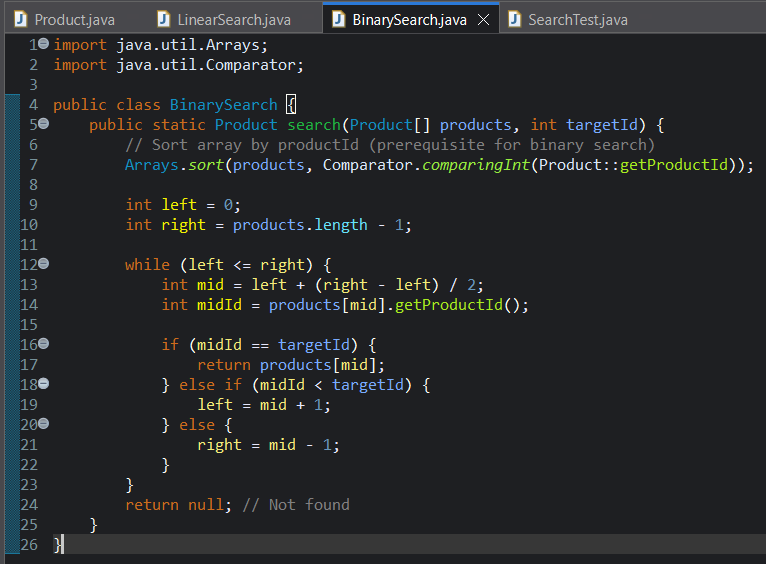 Product.java LinearSearch.java BinarySearch.java SearchTest.java
1 import java.util.Arrays;
2 import java.util.Comparator;
3
4 public class BinarySearch {
5     public static Product search(Product[] products, int targetId) {
6         // Sort array by productId (prerequisite for binary search)
7         Arrays.sort(products, Comparator.comparingInt(Product::getProductId));
8
9         int left = 0;
10         int right = products.length - 1;
11
12         while (left <= right) {
13             int mid = left + (right - left) / 2;
14             int midId = products[mid].getProductId();
15
16             if (midId == targetId) {
17                 return products[mid];
18             } else if (midId < targetId) {
19                 left = mid + 1;
20             } else {
21                 right = mid - 1;
22             }
23         }
24         return null; // Not found
25     }
26 }